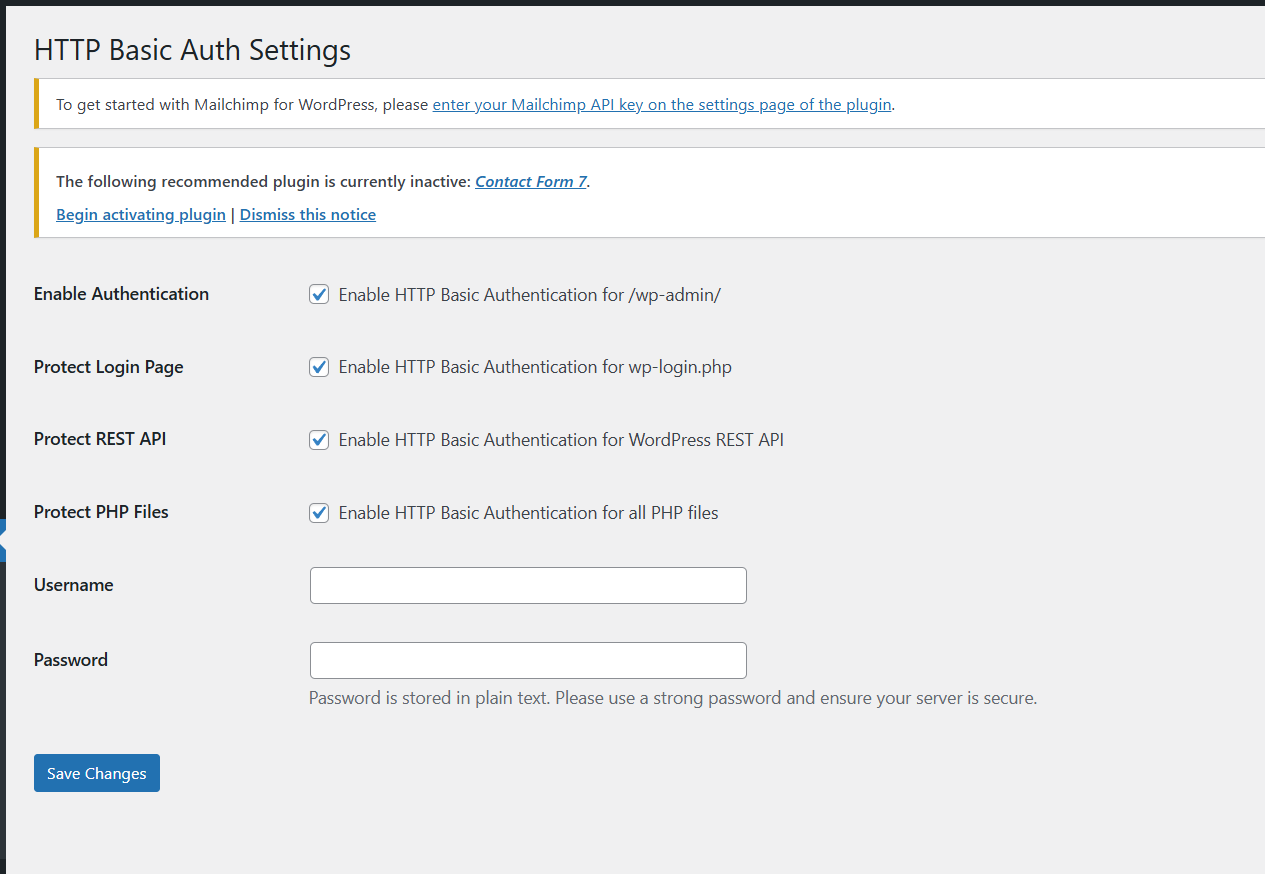 HTTP Basic Auth Settings
To get started with Mailchimp for WordPress, please enter your Mailchimp API key on the settings page of the plugin.
The following recommended plugin is currently inactive: Contact Form 7.
Begin activating plugin | Dismiss this notice
Enable Authentication Enable HTTP Basic Authentication for /wp-admin/
Protect Login Page Enable HTTP Basic Authentication for wp-login.php
Protect REST API Enable HTTP Basic Authentication for WordPress REST API
Protect PHP Files Enable HTTP Basic Authentication for all PHP files
Username
Password
Password is stored in plain text. Please use a strong password and ensure your server is secure.
Save Changes